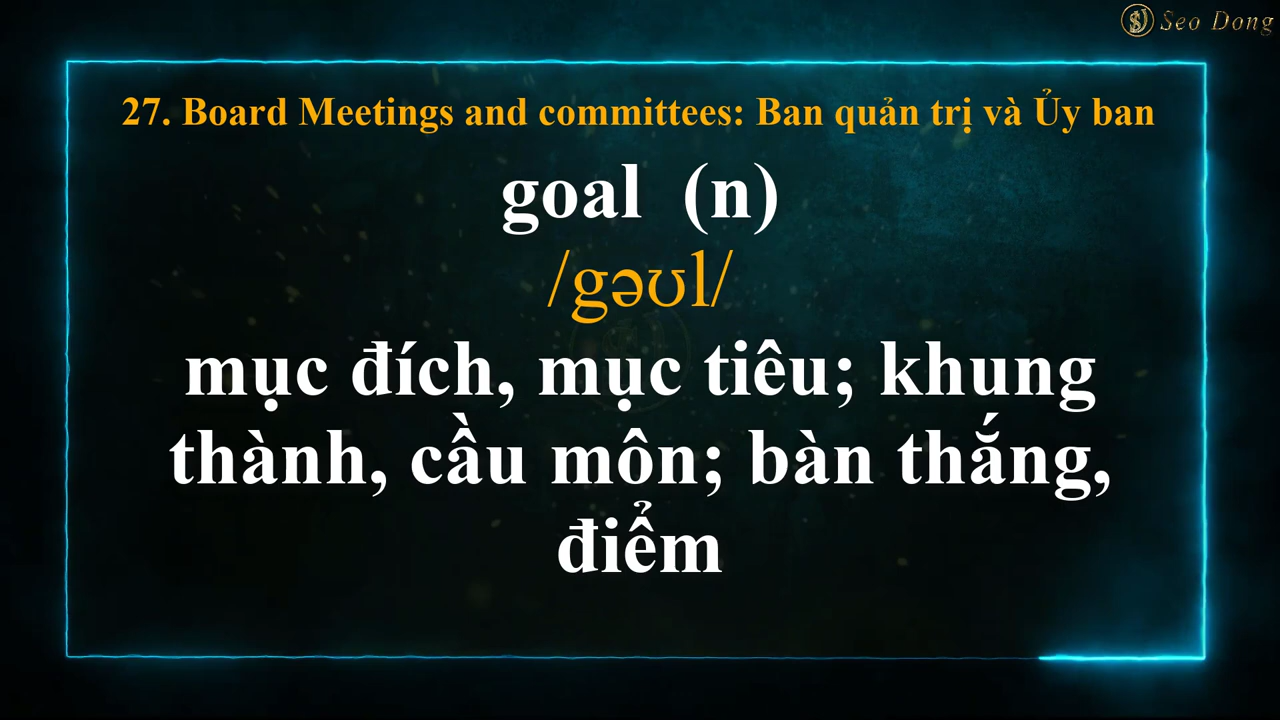 Seo Dong
27. Board Meetings and committees: Ban quản trị và Ủy ban
goal (n)
/gəʊl/
mục đích, mục tiêu; khung
thành, cầu môn; bàn thắng,
điểm